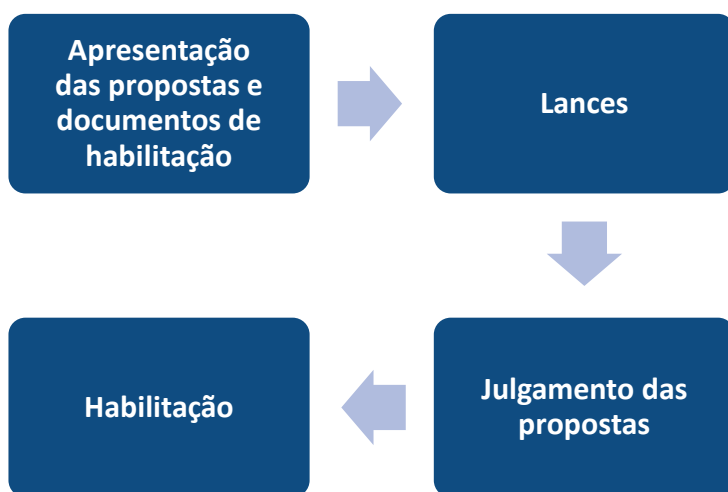 Apresentação
das propostas e
documentos de
habilitação
Lances
Julgamento das
propostas
Habilitação